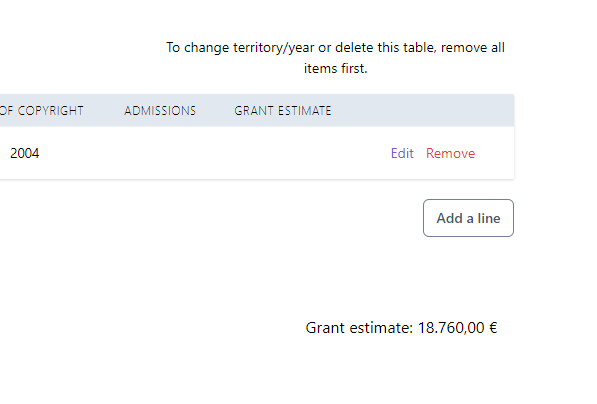 To change territory/year or delete this table, remove all
items first.
OF COPYRIGHT ADMISSIONS GRANT ESTIMATE
2004 Edit Remove
Add a line
Grant estimate: 18.760,00 €